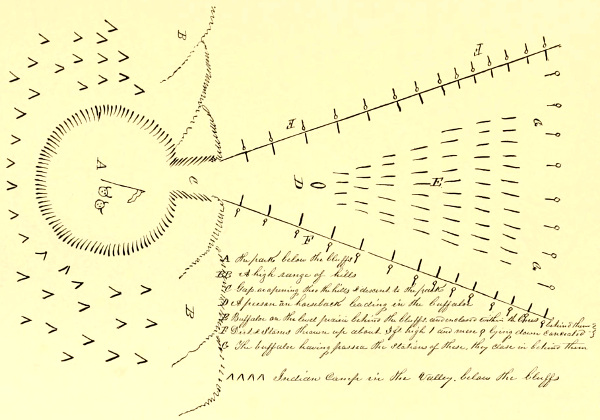 B
F
F
G
A
C
D
E
F
G
B
A The park below the bluffs
BB A high range of hills
C Gap or opening thro the hills & descent to the park
D A person on horseback leading in the buffaloe
E Buffaloe on the level prairie behind the bluffs, and enclosed within the lines
F Dirt & Stones thrown up about 3 ft high & and men lying down concealed behind them
G The buffaloe having passed the stations of these, they close in behind them
ΛΛΛΛ Indian Camp in the Valley, below the bluffs